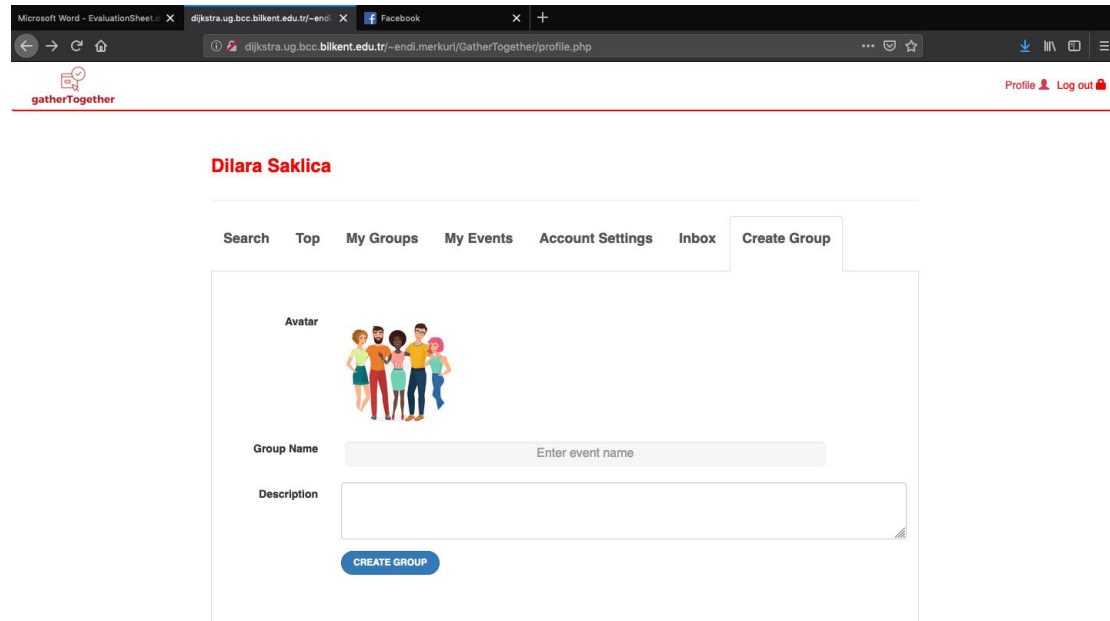 Microsoft Word - EvaluationSheet.d
dijkstra.ug.bcc.bilkent.edu.tr/~endi.
Facebook
dijkstra.ug.bcc.bilkent.edu.tr/~endi.merkuri/GatherTogether/profile.php
gatherTogether
Profile Log out
Dilara Saklica
Search Top My Groups My Events Account Settings Inbox Create Group
Avatar
Group Name Enter event name
Description
CREATE GROUP